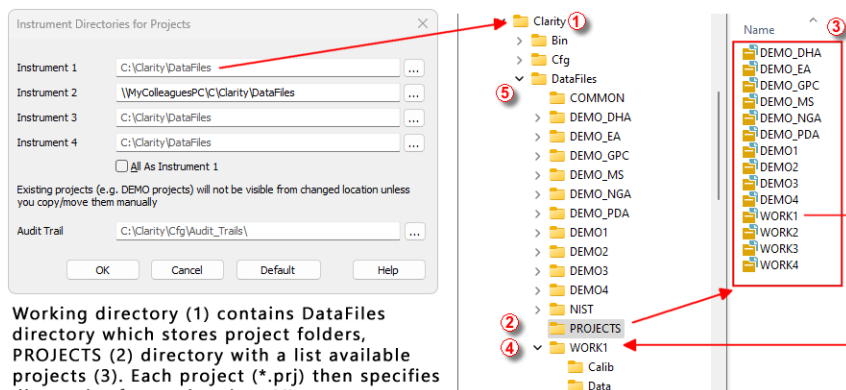 Instrument Directories for Projects
Instrument 1 C:\Clarity\DataFiles ...
Instrument 2 \\MyColleaguesPC\C\Clarity\DataFiles ...
Instrument 3 C:\Clarity\DataFiles ...
Instrument 4 C:\Clarity\DataFiles ...
All As Instrument 1
Existing projects (e.g. DEMO projects) will not be visible from changed location unless
you copy/move them manually
Audit Trail C:\Clarity\Cfg\Audit_Trails\ ...
OK Cancel Default Help
Working directory (1) contains DataFiles
directory which stores project folders,
PROJECTS (2) directory with a list available
projects (3). Each project (*.prj) then specifies
Clarity 1
Bin
Cfg
DataFiles
5
COMMON
DEMO_DHA
DEMO_EA
DEMO_GPC
DEMO_MS
DEMO_NGA
DEMO_PDA
DEMO1
DEMO2
DEMO3
DEMO4
NIST
2 PROJECTS
4 WORK1
Calib
Data
Name 3
DEMO_DHA
DEMO_EA
DEMO_GPC
DEMO_MS
DEMO_NGA
DEMO_PDA
DEMO1
DEMO2
DEMO3
DEMO4
WORK1
WORK2
WORK3
WORK4